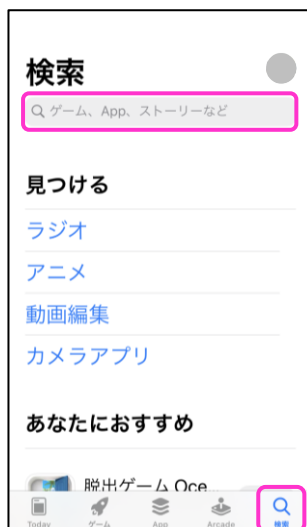 検索
ゲーム、App、ストーリーなど
見つける
ラジオ
アニメ
動画編集
カメラアプリ
あなたにおすすめ
脱出ゲーム Oce...
Today ゲーム App Arcade 検索